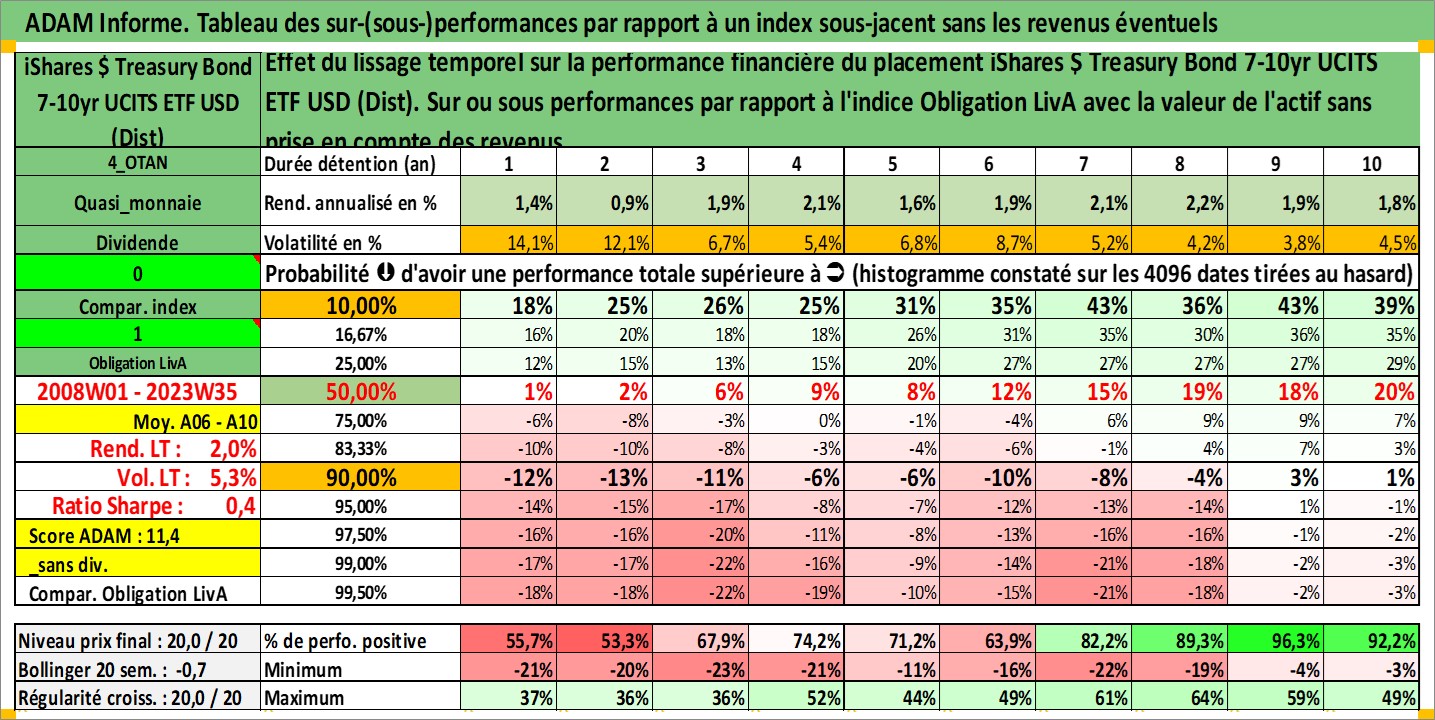 ADAM Informe. Tableau des sur-(sous-)performances par rapport à un index sous-jacent sans les revenus éventuels
iShares $ Treasury Bond 7-10yr UCITS ETF USD (Dist)
Effet du lissage temporel sur la performance financière du placement iShares $ Treasury Bond 7-10yr UCITS
ETF USD (Dist). Sur ou sous performances par rapport à l'indice Obligation LivA avec la valeur de l'actif sans
prise en compte des revenus
4_OTAN Durée détention (an) 1 2 3 4 5 6 7 8 9 10
Quasi_monnaie Rend. annualisé en % 1,4% 0,9% 1,9% 2,1% 1,6% 1,9% 2,1% 2,2% 1,9% 1,8%
Dividende Volatilité en % 14,1% 12,1% 6,7% 5,4% 6,8% 8,7% 5,2% 4,2% 3,8% 4,5%
0 Probabilité d'avoir une performance totale supérieure à (histogramme constaté sur les 4096 dates tirées au hasard)
Compar. index 10,00% 18% 25% 26% 25% 31% 35% 43% 36% 43% 39%
1 16,67% 16% 20% 18% 18% 26% 31% 35% 30% 36% 35%
Obligation LivA 25,00% 12% 15% 13% 15% 20% 27% 27% 27% 27% 29%
2008W01 - 2023W35 50,00% 1% 2% 6% 9% 8% 12% 15% 19% 18% 20%
Moy. A06 - A10 75,00% -6% -8% -3% 0% -1% -4% 6% 9% 9% 7%
Rend. LT : 2,0% 83,33% -10% -10% -8% -3% -4% -6% -1% 4% 7% 3%
Vol. LT : 5,3% 90,00% -12% -13% -11% -6% -6% -10% -8% -4% 3% 1%
Ratio Sharpe : 0,4 95,00% -14% -15% -17% -8% -7% -12% -13% -14% 1% -1%
Score ADAM : 11,4 97,50% -16% -16% -20% -11% -8% -13% -16% -16% -1% -2%
_sans div. 99,00% -17% -17% -22% -16% -9% -14% -21% -18% -2% -3%
Compar. Obligation LivA 99,50% -18% -18% -22% -19% -10% -15% -21% -18% -2% -3%
Niveau prix final : 20,0 / 20 % de perfo. positive 55,7% 53,3% 67,9% 74,2% 71,2% 63,9% 82,2% 89,3% 96,3% 92,2%
Bollinger 20 sem. : -0,7 Minimum -21% -20% -23% -21% -11% -16% -22% -19% -4% -3%
Régularité croiss. : 20,0 / 20 Maximum 37% 36% 36% 52% 44% 49% 61% 64% 59% 49%